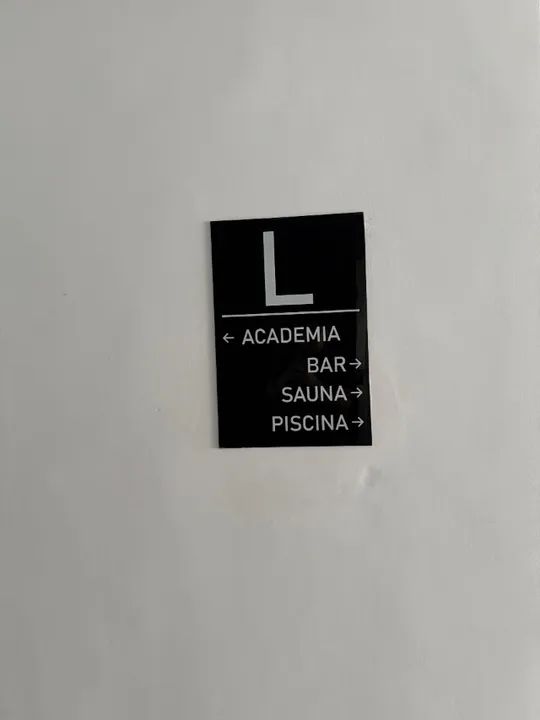 L
← ACADEMIA
BAR →
SAUNA →
PISCINA →